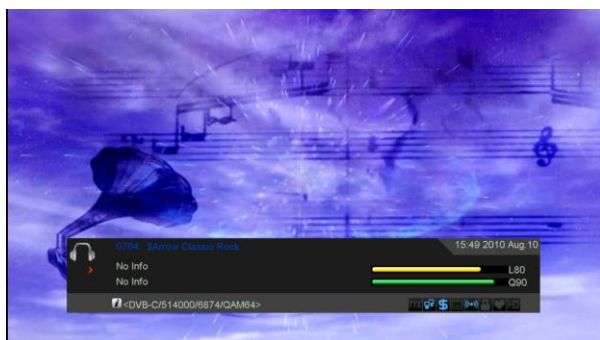 0764. $Arrow Classic Rock
15:49 2010 Aug.10
No Info
L80
No Info
Q90
<DVB-C/514000/6874/QAM64>
$